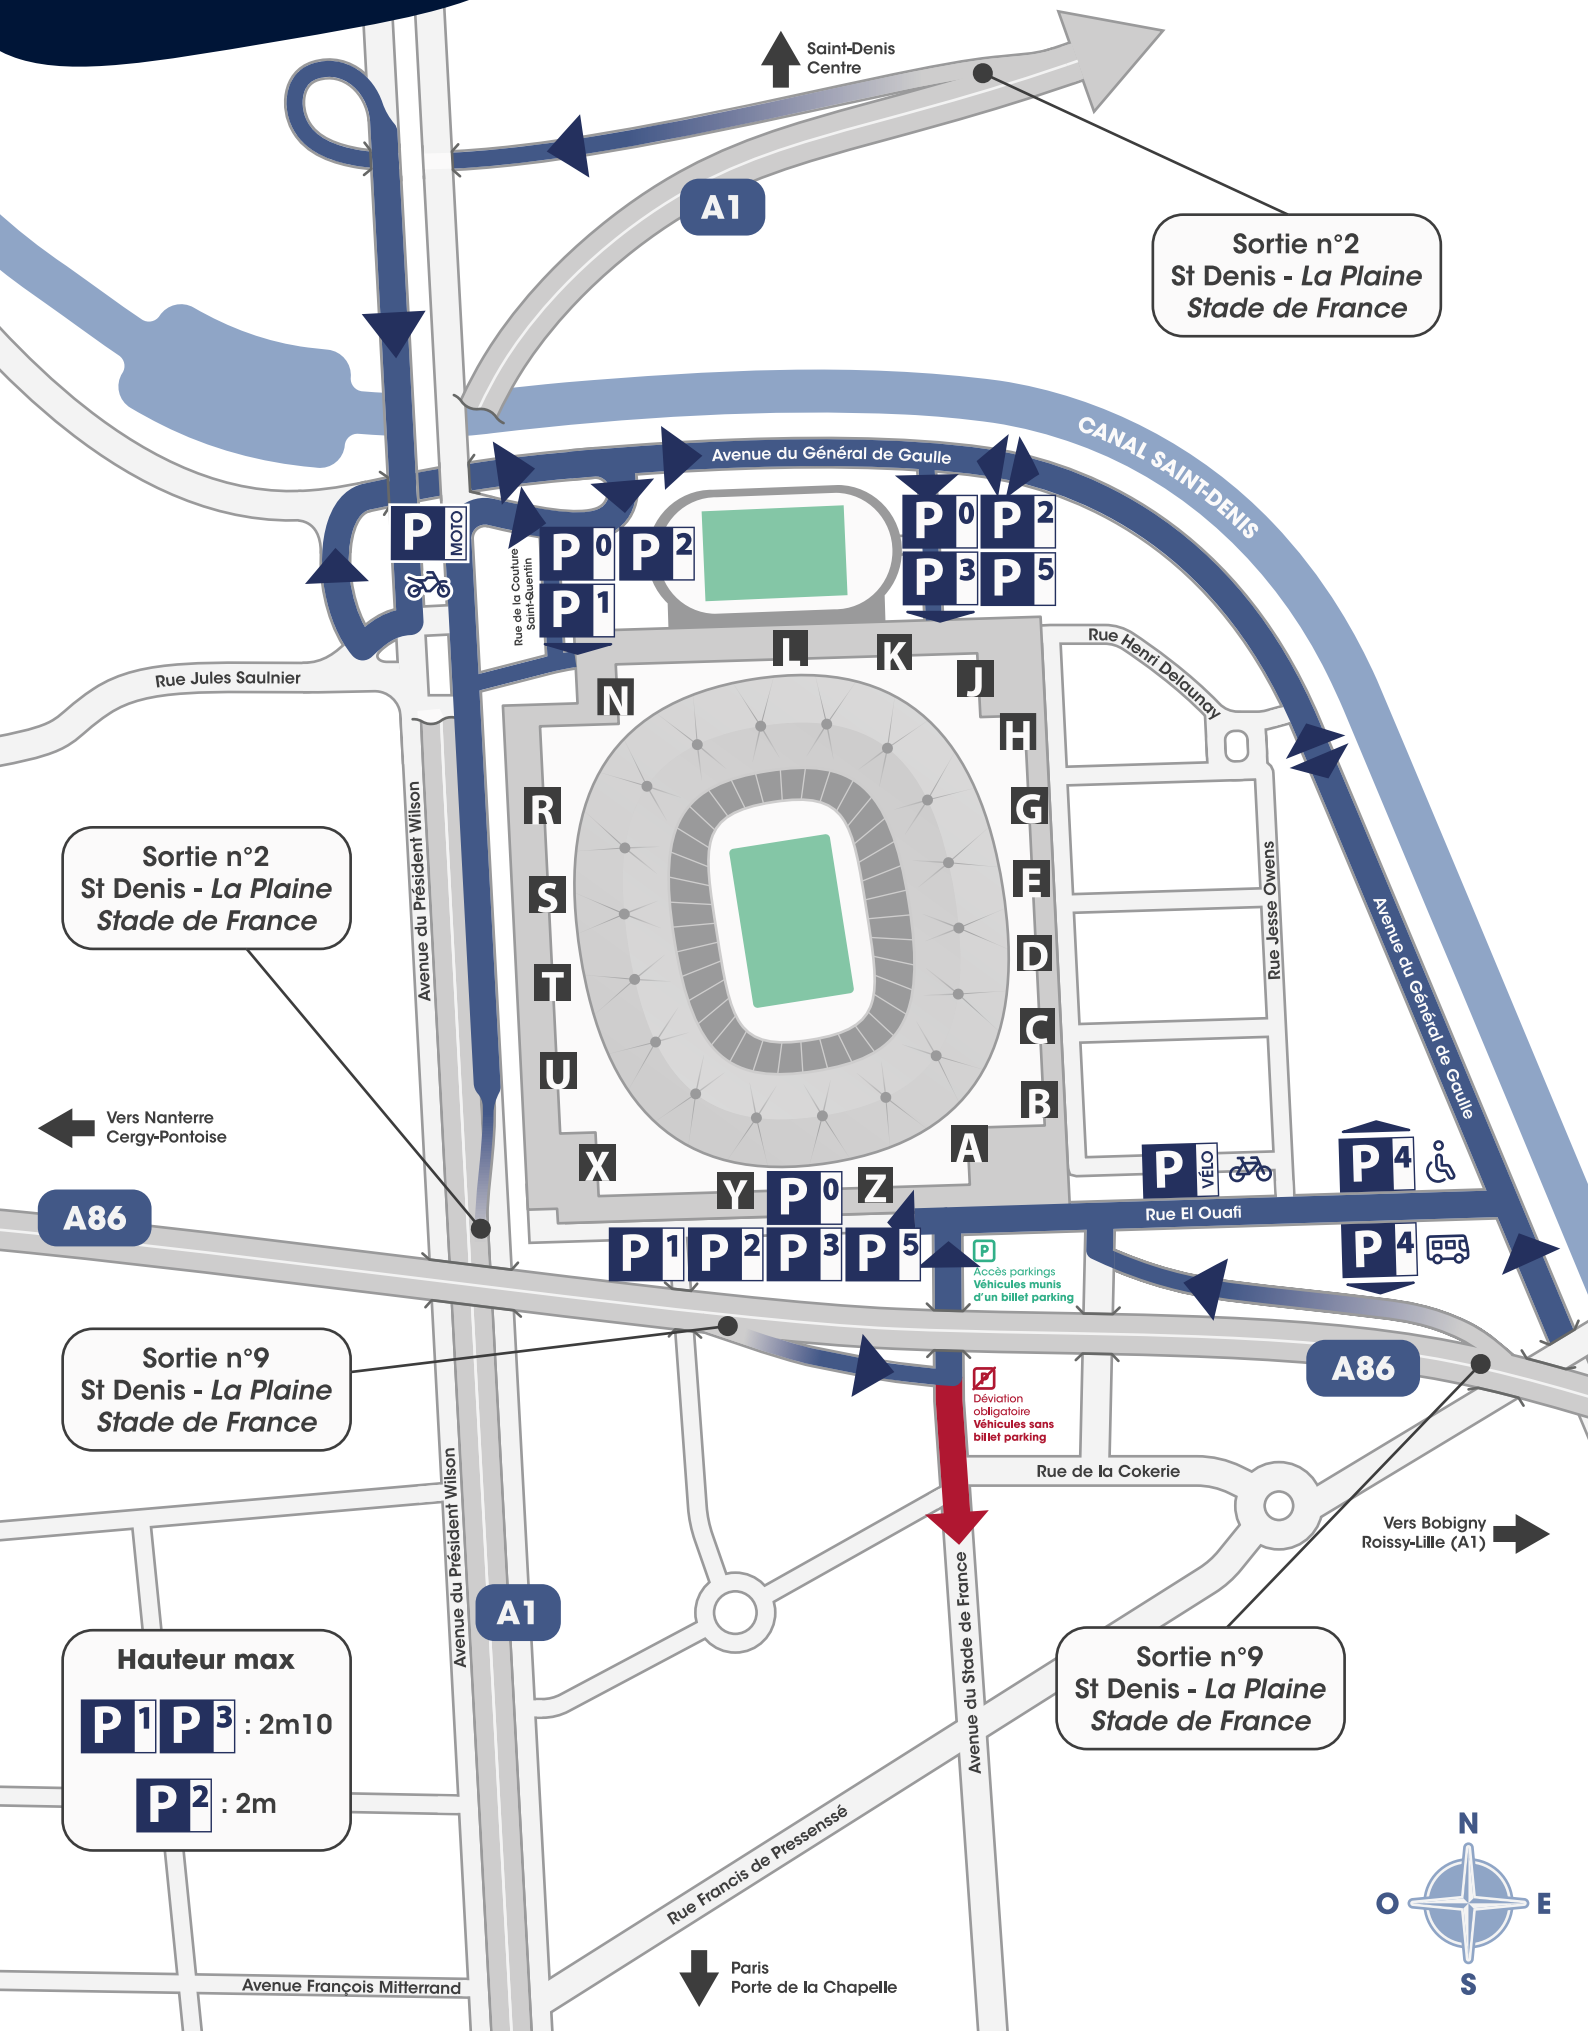 Saint-Denis
Centre
A1
Sortie n°2
St Denis - La Plaine
Stade de France
CANAL SAINT-DENIS
Avenue du Général de Gaulle
P MOTO
Rue de la Couture
Saint-Quentin
P 0
P 2
P 1
P 0
P 2
P 3
P 5
L
K
J
N
H
Rue Henri Delaunay
Rue Jules Saulnier
R
G
S
E
T
D
U
C
B
X
A
Y
Z
Avenue du Président Wilson
Rue Jesse Owens
Avenue du Général de Gaulle
Sortie n°2
St Denis - La Plaine
Stade de France
Vers Nanterre
Cergy-Pontoise
A86
P VÉLO
P 4
Rue El Ouafi
P 4
P 0
P 1
P 2
P 3
P 5
P
Accès parkings
Véhicules munis
d'un billet parking
Sortie n°9
St Denis - La Plaine
Stade de France
A86
P
Déviation
obligatoire
Véhicules sans
billet parking
Rue de la Cokerie
Vers Bobigny
Roissy-Lille (A1)
Avenue du Président Wilson
A1
Avenue du Stade de France
Sortie n°9
St Denis - La Plaine
Stade de France
Hauteur max
P 1 P 3 : 2m10
P 2 : 2m
Rue Francis de Pressenssé
Avenue François Mitterrand
Paris
Porte de la Chapelle
N
O
E
S